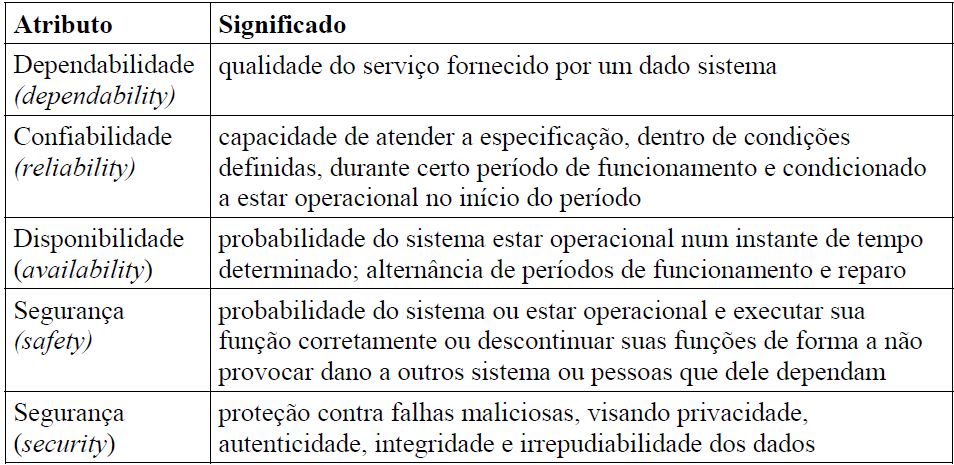 Atributo Significado
Dependabilidade qualidade do serviço fornecido por um dado sistema
(dependability)
Confiabilidade capacidade de atender a especificação, dentro de condições
(reliability) definidas, durante certo período de funcionamento e condicionado
a estar operacional no início do período
Disponibilidade probabilidade do sistema estar operacional num instante de tempo
(availability) determinado; alternância de períodos de funcionamento e reparo
Segurança probabilidade do sistema ou estar operacional e executar sua
(safety) função corretamente ou descontinuar suas funções de forma a não
provocar dano a outros sistema ou pessoas que dele dependam
Segurança proteção contra falhas maliciosas, visando privacidade,
(security) autenticidade, integridade e irrepudiabilidade dos dados